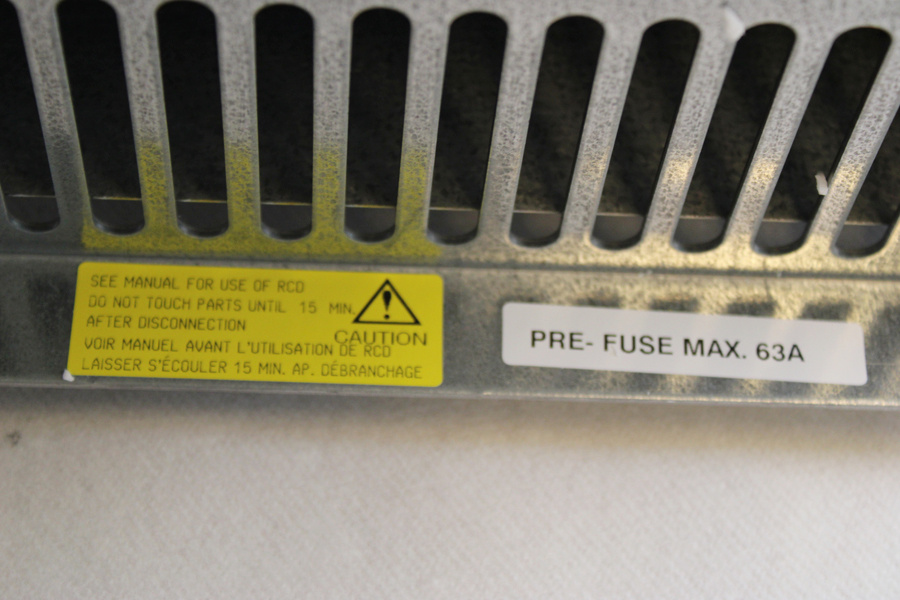 SEE MANUAL FOR USE OF RCD
DO NOT TOUCH PARTS UNTIL 15 MIN.
AFTER DISCONNECTION
CAUTION
VOIR MANUEL AVANT L'UTILISATION DE RCD
LAISSER S'ÉCOULER 15 MIN. AP. DÉBRANCHAGE
PRE- FUSE MAX. 63A